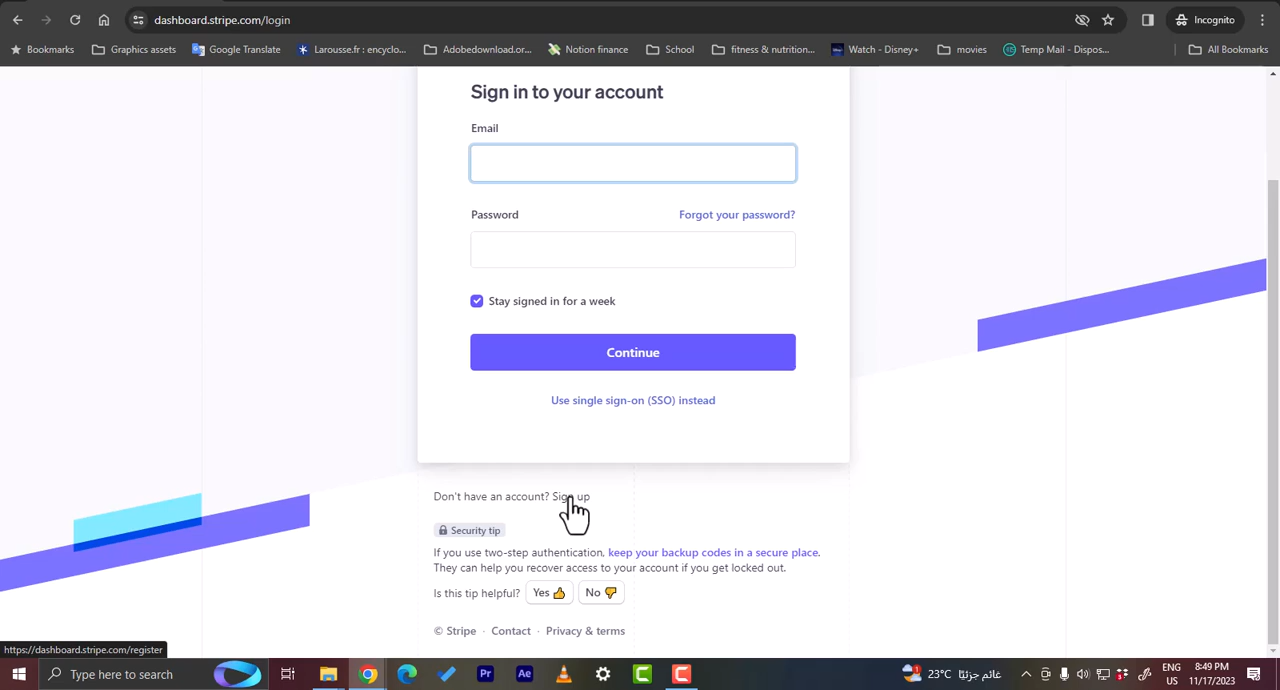 dashboard.stripe.com/login
Incognito
Bookmarks
Graphics assets
Google Translate
Larousse.fr : encyclo...
Adobedownload.or...
Notion finance
School
fitness & nutrition...
Watch - Disney+
movies
Temp Mail - Dispos...
All Bookmarks
Sign in to your account
Email
Password
Forgot your password?
Stay signed in for a week
Continue
Use single sign-on (SSO) instead
Don't have an account? Sign up
Security tip
If you use two-step authentication, keep your backup codes in a secure place.
They can help you recover access to your account if you get locked out.
Is this tip helpful?
Yes 👍
No 👎
© Stripe · Contact · Privacy & terms
https://dashboard.stripe.com/register
Type here to search
Pr
Ae
1
23°C غائم جزئيًا
ENG
US
8:49 PM
11/17/2023